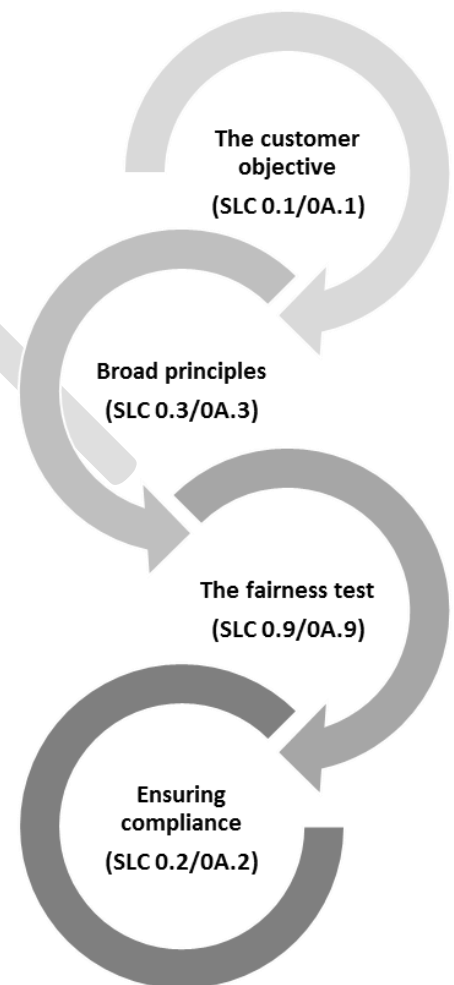 The customer
objective
(SLC 0.1/0A.1)
Broad principles
(SLC 0.3/0A.3)
The fairness test
(SLC 0.9/0A.9)
Ensuring
compliance
(SLC 0.2/0A.2)